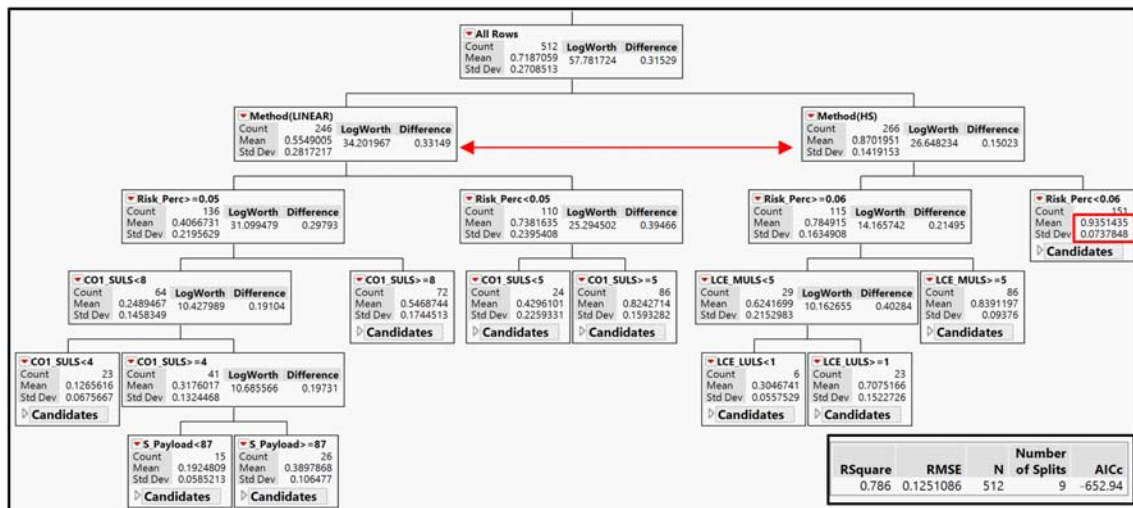 All Rows
Count 512 LogWorth Difference
Mean 0.7187059 57.781724 0.31529
Std Dev 0.2708513
Method(LINEAR)
Count 246 LogWorth Difference
Mean 0.5549005 34.201967 0.33149
Std Dev 0.2817217
Method(HS)
Count 266 LogWorth Difference
Mean 0.8701951 26.648234 0.15023
Std Dev 0.1419153
Risk_Perc>=0.05
Count 136 LogWorth Difference
Mean 0.4066731 31.099479 0.29793
Std Dev 0.2195629
Risk_Perc<0.05
Count 110 LogWorth Difference
Mean 0.7381635 25.294502 0.39466
Std Dev 0.2395408
Risk_Perc>=0.06
Count 115 LogWorth Difference
Mean 0.784915 14.165742 0.21495
Std Dev 0.1634908
Risk_Perc<0.06
Count 151
Mean 0.9351435
Std Dev 0.0737848
Candidates
CO1_SULS<8
Count 64 LogWorth Difference
Mean 0.2489467 10.427989 0.19104
Std Dev 0.1458349
CO1_SULS>=8
Count 72
Mean 0.5468744
Std Dev 0.1744513
Candidates
CO1_SULS<5
Count 24
Mean 0.4296101
Std Dev 0.2259331
Candidates
CO1_SULS>=5
Count 86
Mean 0.8242714
Std Dev 0.1593282
Candidates
LCE_MULS<5
Count 29 LogWorth Difference
Mean 0.6241699 10.162655 0.40284
Std Dev 0.2152983
LCE_MULS>=5
Count 86
Mean 0.8391197
Std Dev 0.09376
Candidates
CO1_SULS<4
Count 23
Mean 0.1265616
Std Dev 0.0675667
Candidates
CO1_SULS>=4
Count 41 LogWorth Difference
Mean 0.3176017 10.685566 0.19731
Std Dev 0.1324468
LCE_LULS<1
Count 6
Mean 0.3046741
Std Dev 0.0557529
Candidates
LCE_LULS>=1
Count 23
Mean 0.7075166
Std Dev 0.1522726
Candidates
S_Payload<87
Count 15
Mean 0.1924809
Std Dev 0.0585213
Candidates
S_Payload>=87
Count 26
Mean 0.3897868
Std Dev 0.106477
Candidates
Number
RSquare RMSE N of Splits AICc
0.786 0.1251086 512 9 -652.94